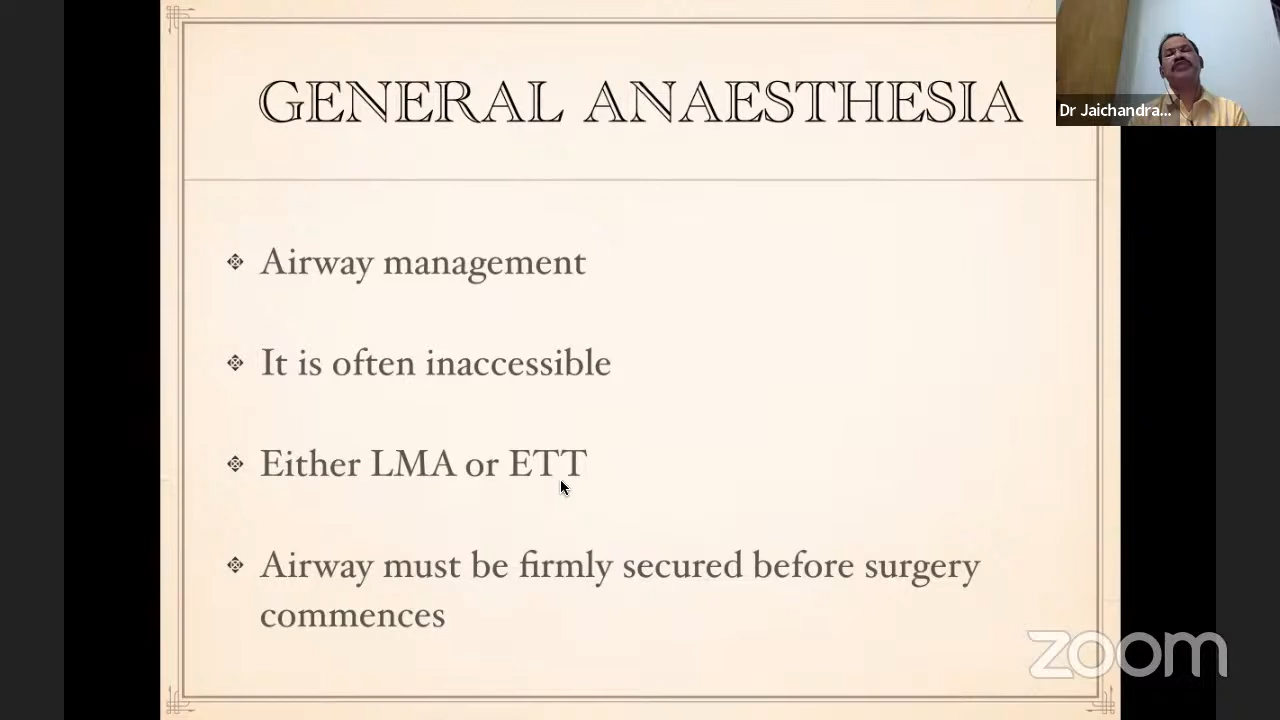 GENERAL ANAESTHESIA
Dr Jaichandra...
Airway management
It is often inaccessible
Either LMA or ETT
Airway must be firmly secured before surgery
commences
zoom